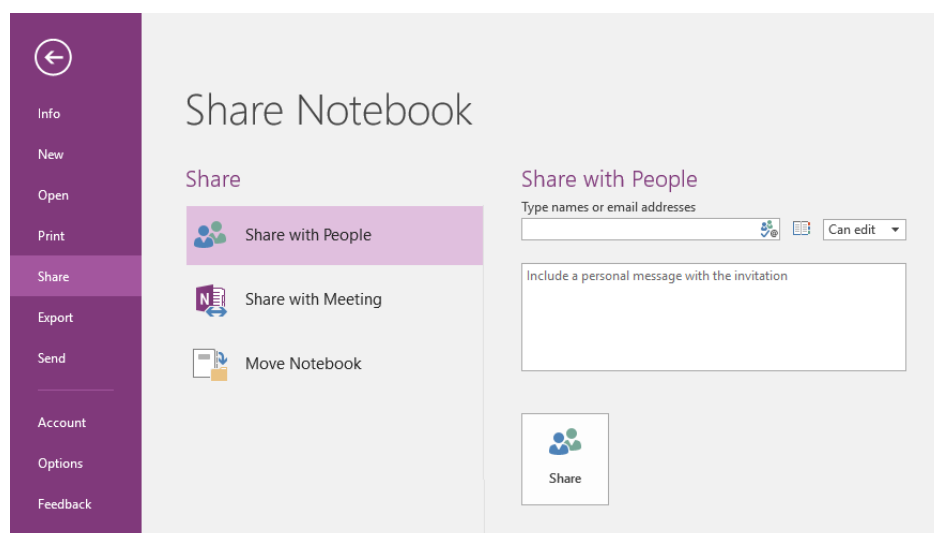 Info
New
Open
Print
Share
Export
Send
Account
Options
Feedback
Share Notebook
Share
Share with People
N
Share with Meeting
Move Notebook
Share with People
Type names or email addresses
@
Can edit
Include a personal message with the invitation
Share